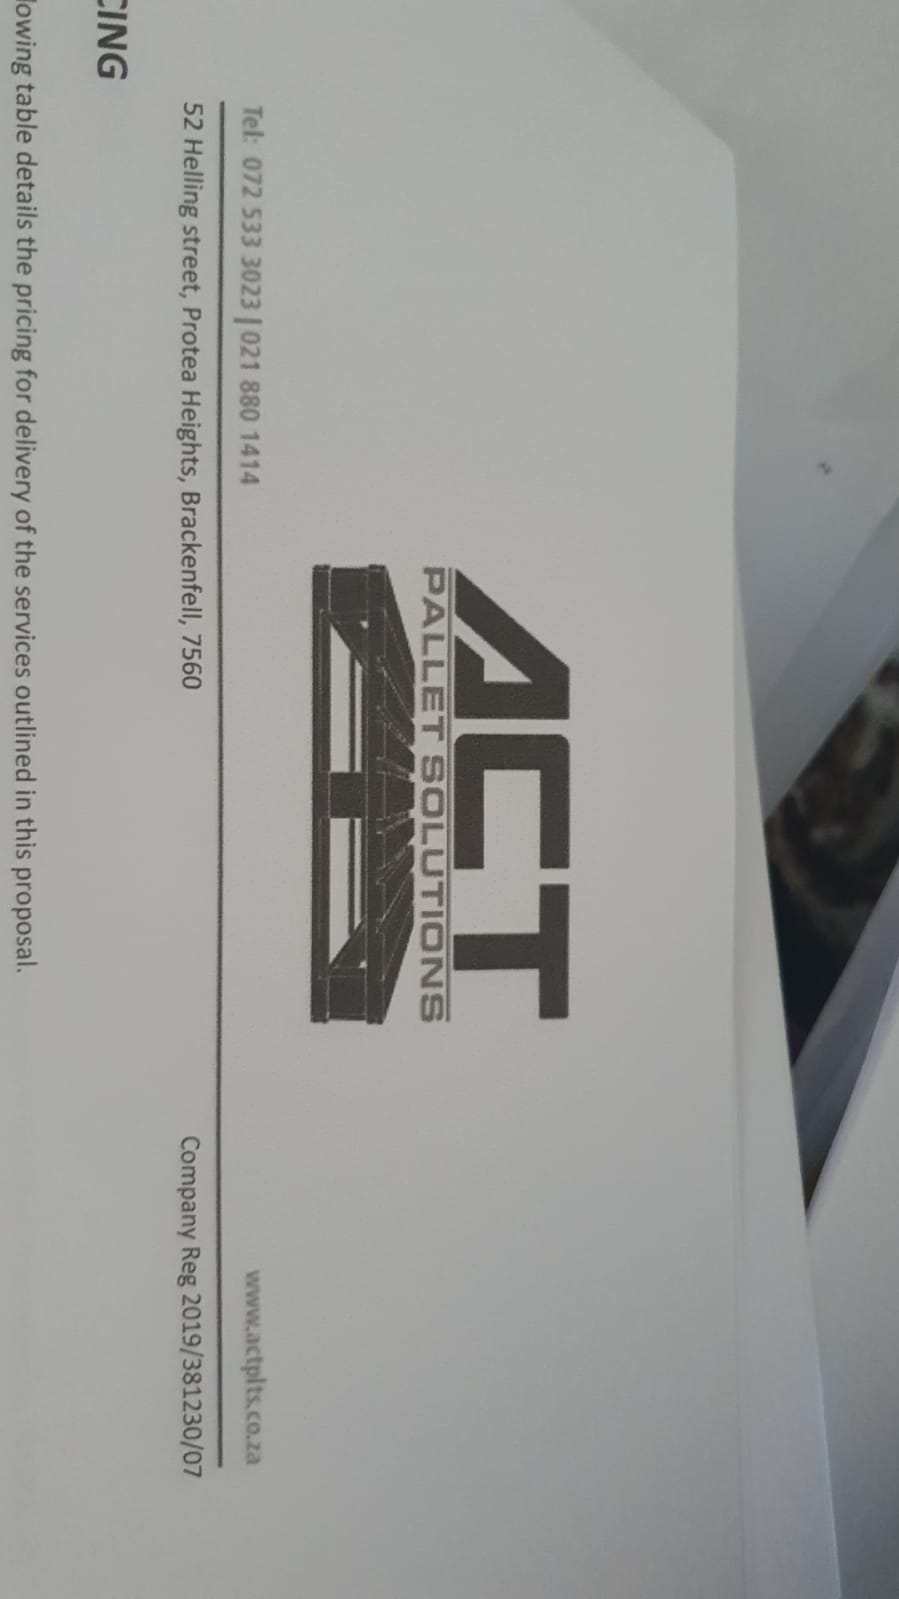 ACT
PALLET SOLUTIONS
Tel: 072 533 3023 | 021 880 1414 www.actplts.co.za
52 Helling street, Protea Heights, Brackenfell, 7560 Company Reg 2019/381230/07
CING
lowing table details the pricing for delivery of the services outlined in this proposal.